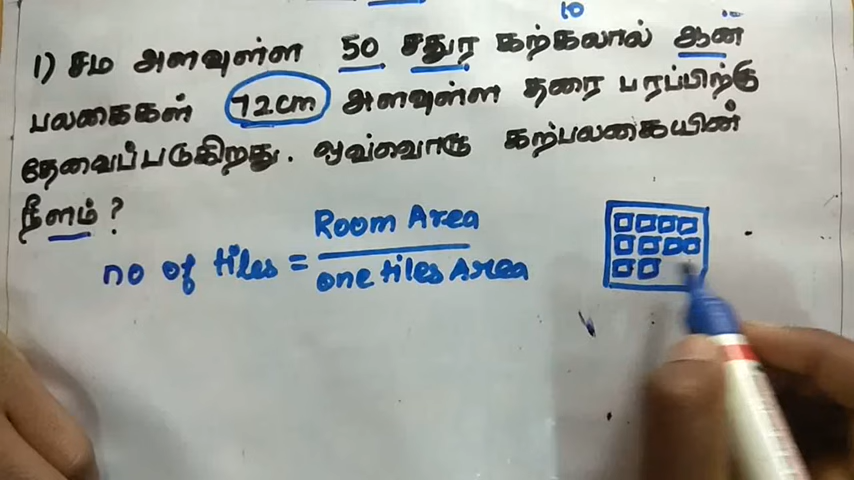 10
1) சம அளவுள்ள 50 சதுர கற்கலால் ஆன்
பலகைகள் 72cm அளவுள்ள தரை பரப்பிற்கு
தேவைப்படுகிறது. ஒவ்வொரு கற்பலகையின்
நீளம்?
no of tiles = Room Area
one tiles Area